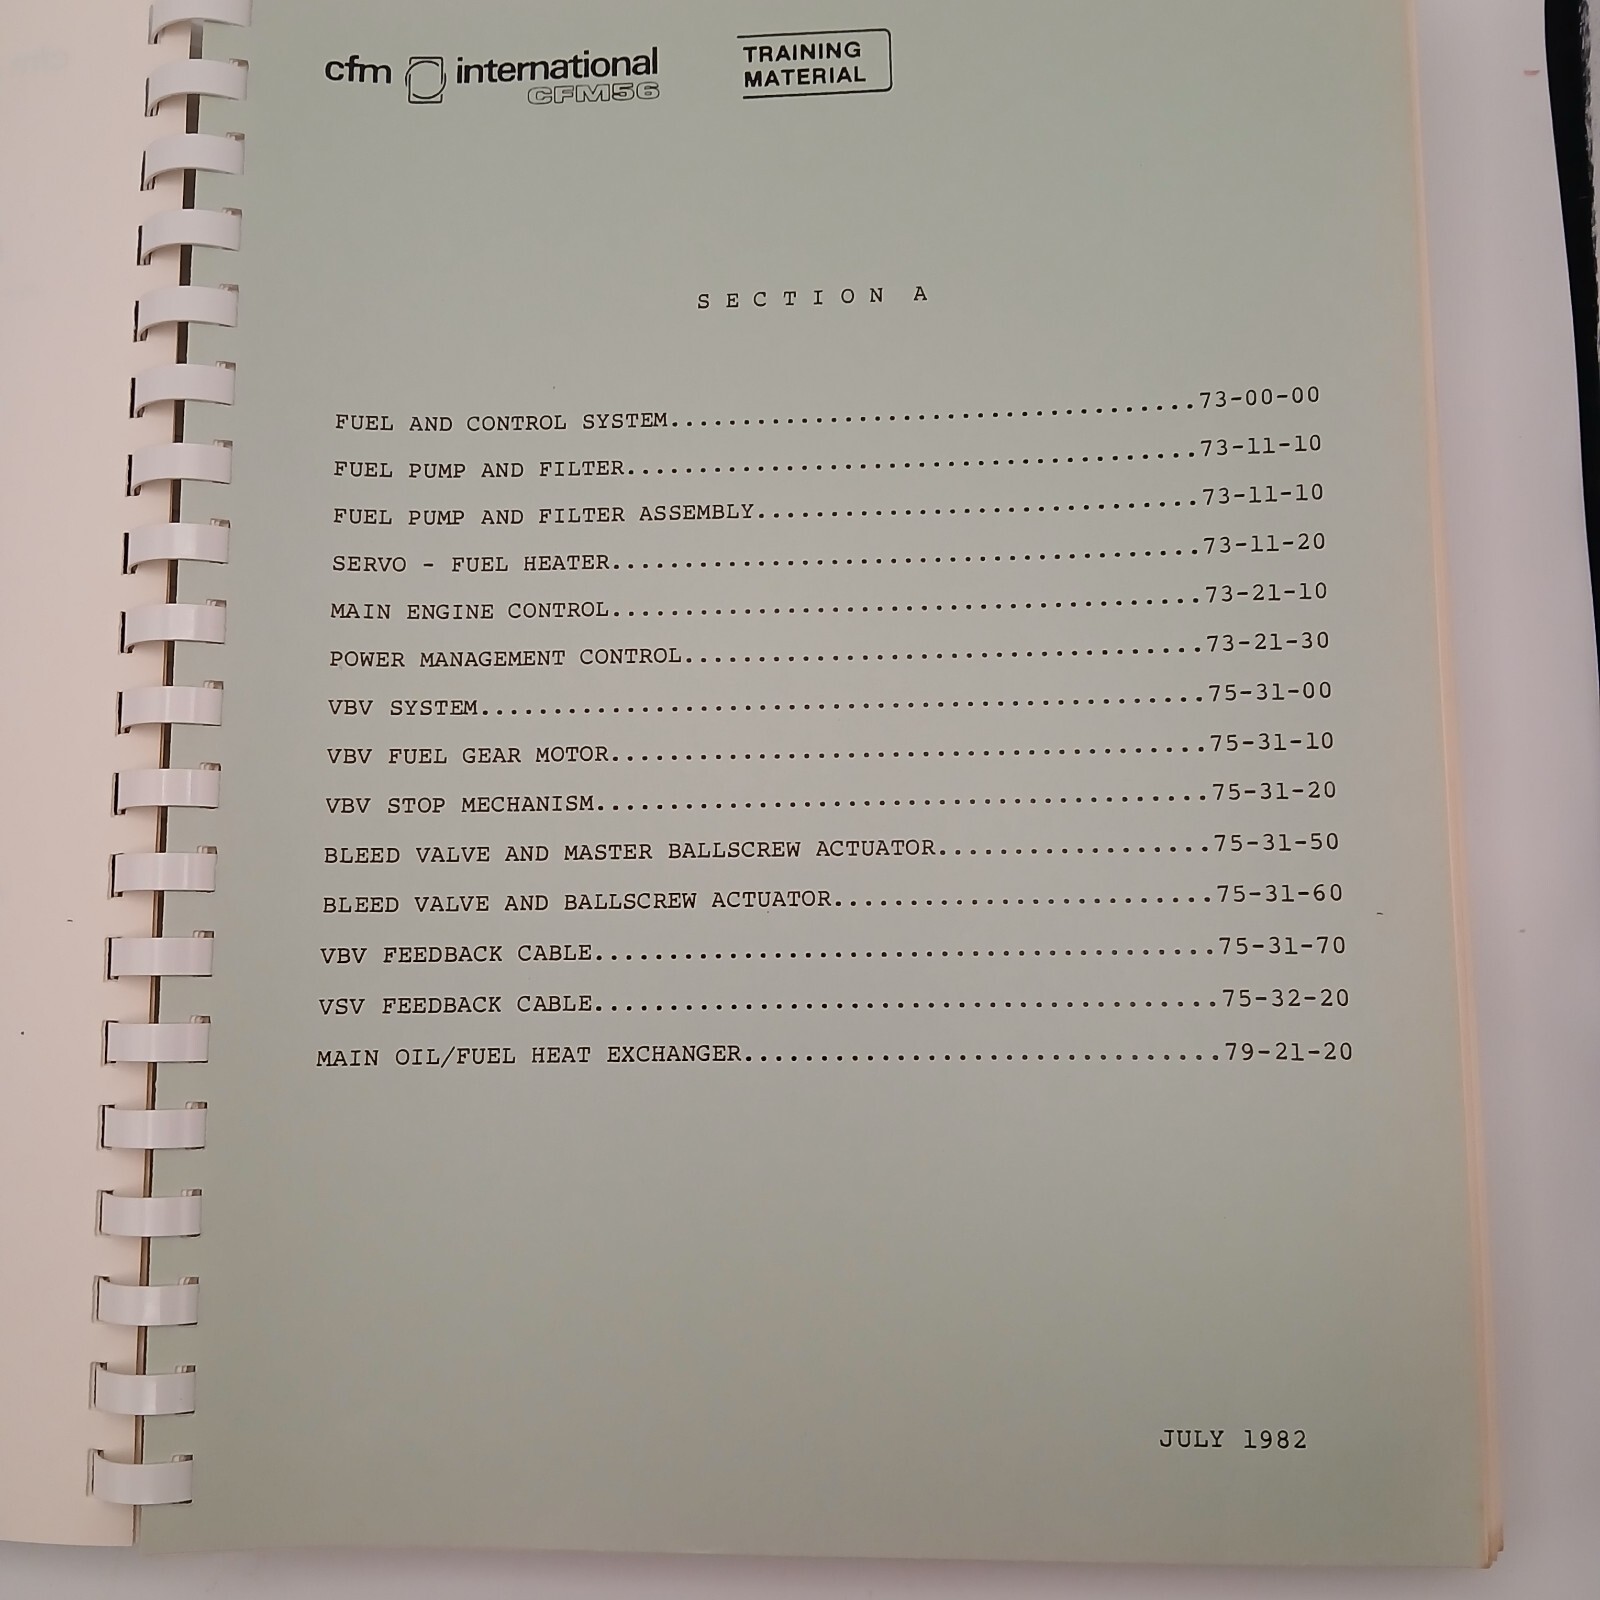 cfm international
CFM56
TRAINING
MATERIAL
SECTION A
FUEL AND CONTROL SYSTEM....................................73-00-00
FUEL PUMP AND FILTER.......................................73-11-10
FUEL PUMP AND FILTER ASSEMBLY..............................73-11-10
SERVO - FUEL HEATER........................................73-11-20
MAIN ENGINE CONTROL........................................73-21-10
POWER MANAGEMENT CONTROL...................................73-21-30
VBV SYSTEM.................................................75-31-00
VBV FUEL GEAR MOTOR........................................75-31-10
VBV STOP MECHANISM.........................................75-31-20
BLEED VALVE AND MASTER BALLSCREW ACTUATOR..................75-31-50
BLEED VALVE AND BALLSCREW ACTUATOR.........................75-31-60
VBV FEEDBACK CABLE.........................................75-31-70
VSV FEEDBACK CABLE.........................................75-32-20
MAIN OIL/FUEL HEAT EXCHANGER...............................79-21-20
JULY 1982